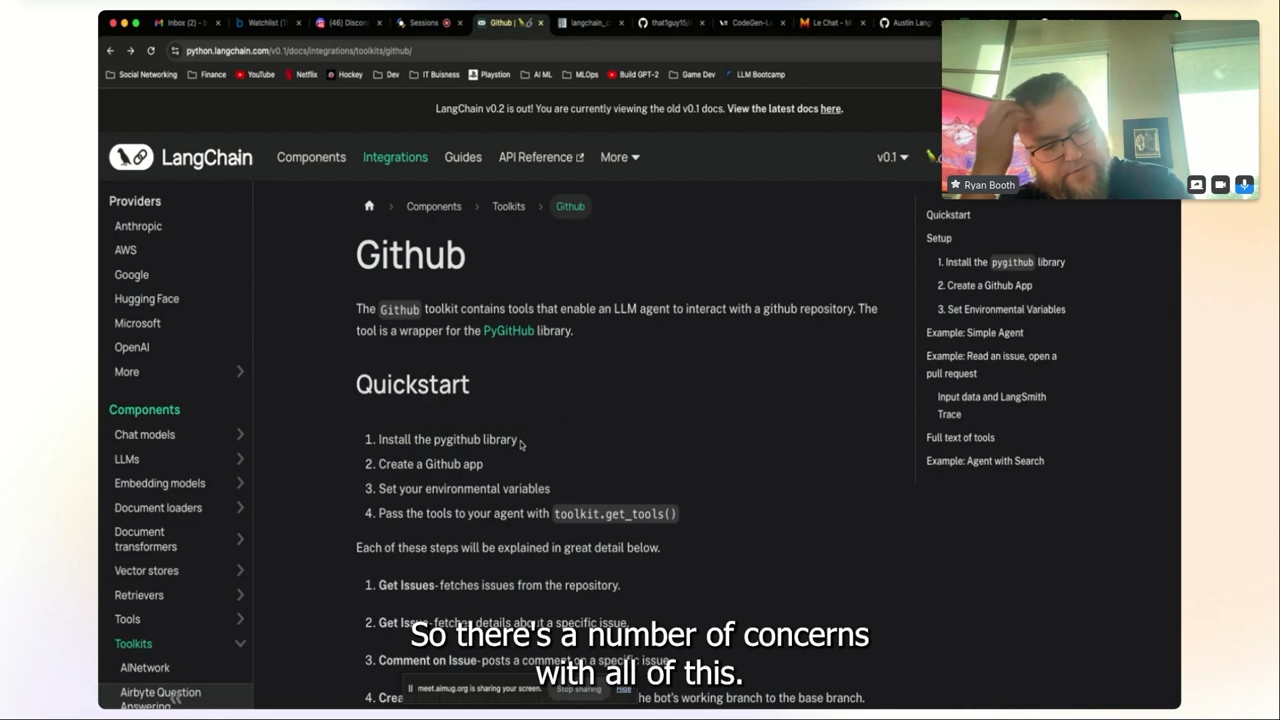 Inbox (2) -
Watchlist (T
(46) Discor
Sessions
Github |
langchain_c
that1guy15/
CodeGen-L
Le Chat - M
Austin Lang
python.langchain.com/v0.1/docs/integrations/toolkits/github/
Social Networking
Finance
YouTube
Netflix
Hockey
Dev
IT Buisness
Playstion
AI ML
MLOps
Build GPT-2
Game Dev
LLM Bootcamp
LangChain v0.2 is out! You are currently viewing the old v0.1 docs. View the latest docs here.
LangChain
Components
Integrations
Guides
API Reference
More
v0.1
Ryan Booth
Providers
Anthropic
AWS
Google
Hugging Face
Microsoft
OpenAI
More
Components
Chat models
LLMs
Embedding models
Document loaders
Document
transformers
Vector stores
Retrievers
Tools
Toolkits
AINetwork
Airbyte Question
Answering
Components
Toolkits
Github
Github
The Github toolkit contains tools that enable an LLM agent to interact with a github repository. The
tool is a wrapper for the PyGitHub library.
Quickstart
1. Install the pygithub library
2. Create a Github app
3. Set your environmental variables
4. Pass the tools to your agent with toolkit.get_tools()
Each of these steps will be explained in great detail below.
1. Get Issues- fetches issues from the repository.
2. Get Issue- fetches details about a specific issue.
3. Comment on Issue- posts a comment on a specific issue.
4. Crea he bot's working branch to the base branch.
Quickstart
Setup
1. Install the pygithub library
2. Create a Github App
3. Set Environmental Variables
Example: Simple Agent
Example: Read an issue, open a
pull request
Input data and LangSmith
Trace
Full text of tools
Example: Agent with Search
So there's a number of concerns
with all of this.
meet.aimug.org is sharing your screen.
Stop sharing
Hide